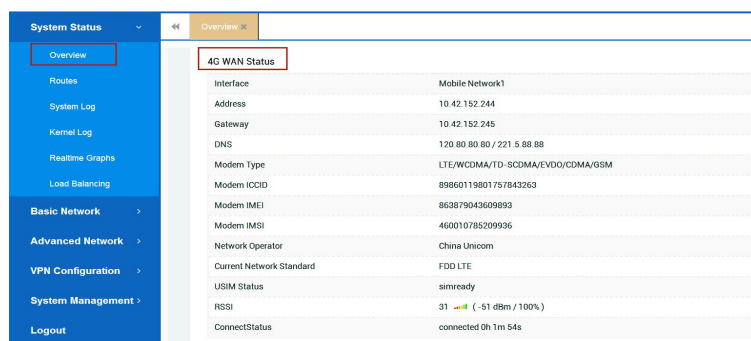 System Status
Overview
Routes
System Log
Kernel Log
Realtime Graphs
Load Balancing
Basic Network
Advanced Network
VPN Configuration
System Management
Logout
Overview
4G WAN Status
Interface Mobile Network1
Address 10.42.152.244
Gateway 10.42.152.245
DNS 120.80.80.80 / 221.5.88.88
Modem Type LTE/WCDMA/TD-SCDMA/EVDO/CDMA/GSM
Modem ICCID 89860119801757843263
Modem IMEI 863879043609893
Modem IMSI 460010785209936
Network Operator China Unicom
Current Network Standard FDD LTE
USIM Status simready
RSSI 31 ( -51 dBm / 100% )
ConnectStatus connected 0h 1m 54s